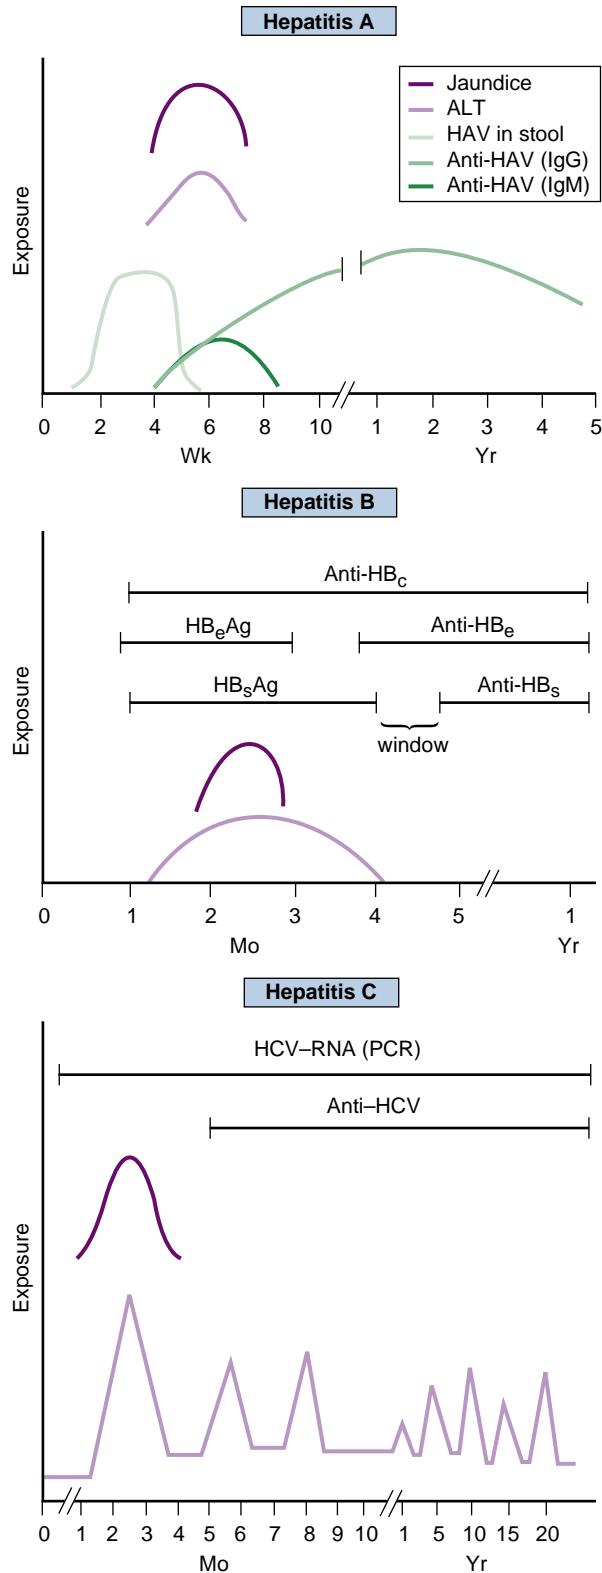 Hepatitis A
Jaundice
ALT
HAV in stool
Anti-HAV (IgG)
Anti-HAV (IgM)
Exposure
0 2 4 6 8 10 1 2 3 4 5
Wk Yr
Hepatitis B
Anti-HBc
HBeAg Anti-HBe
HBsAg Anti-HBs
window
Exposure
0 1 2 3 4 5 1
Mo Yr
Hepatitis C
HCV–RNA (PCR)
Anti–HCV
Exposure
0 1 2 3 4 5 6 7 8 9 10 1 5 10 15 20
Mo Yr